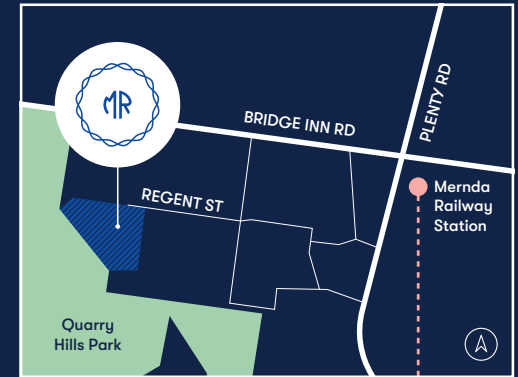 MR
BRIDGE INN RD
PLENTY RD
REGENT ST
Mernda
Railway
Station
Quarry
Hills Park